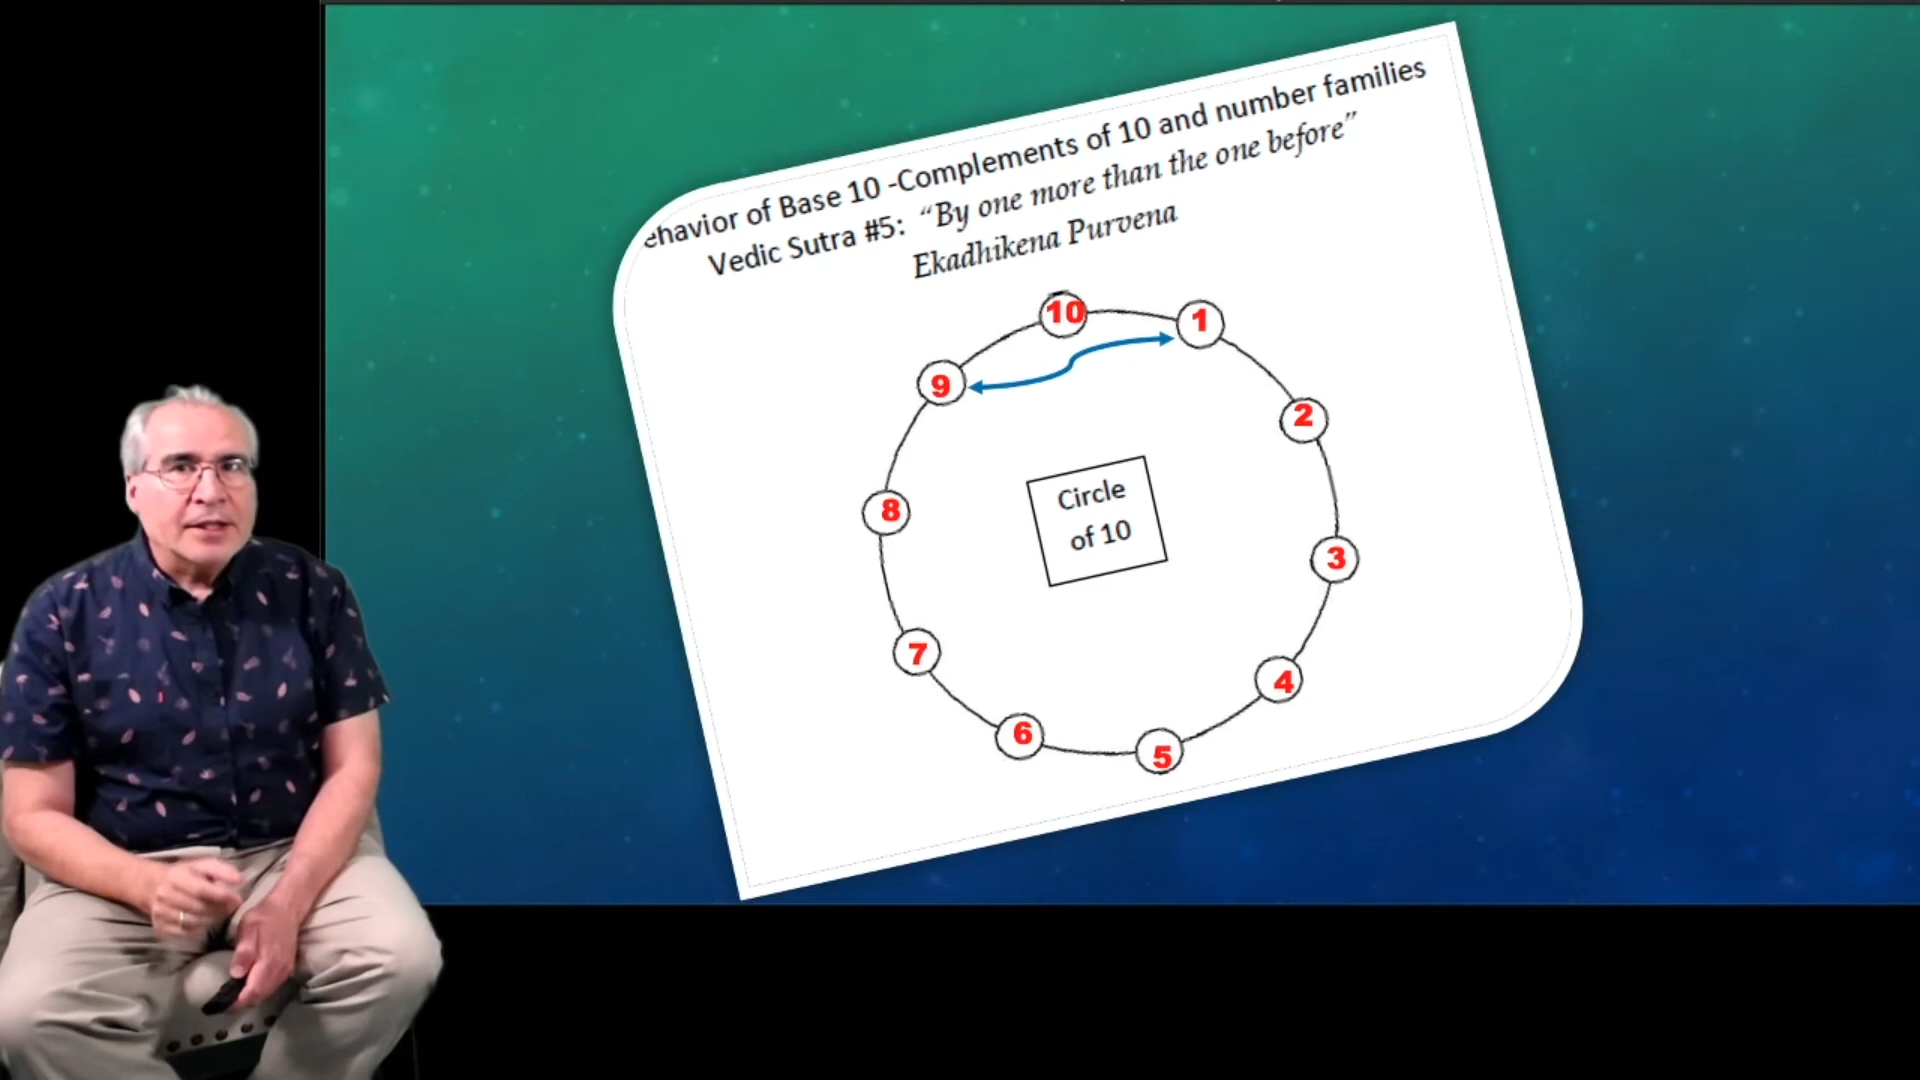 ehavior of Base 10 -Complements of 10 and number families
Vedic Sutra #5: “By one more than the one before”
Ekadhikena Purvena
10
1
9
2
8
Circle
of 10
3
7
4
6
5